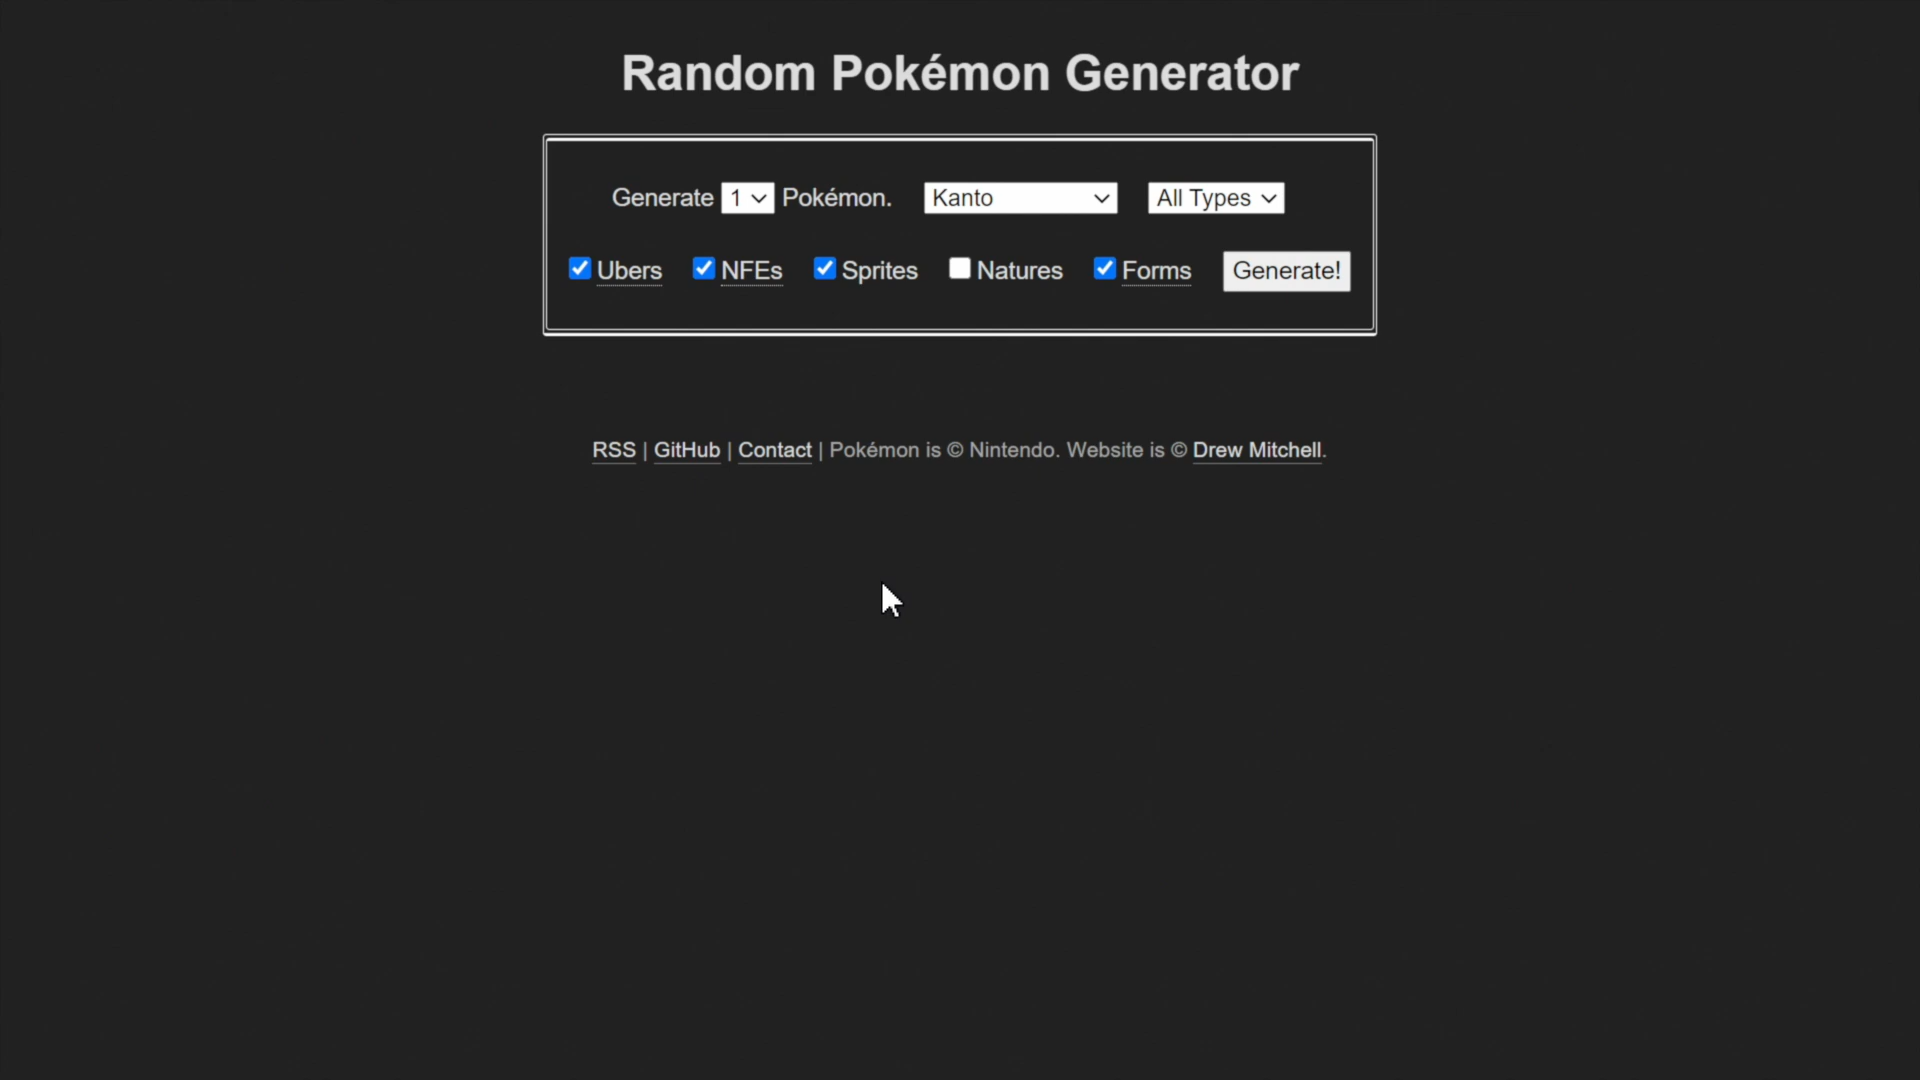 Random Pokémon Generator
Generate 1 Pokémon. Kanto All Types
Ubers NFEs Sprites Natures Forms Generate!
RSS | GitHub | Contact | Pokémon is © Nintendo. Website is © Drew Mitchell.